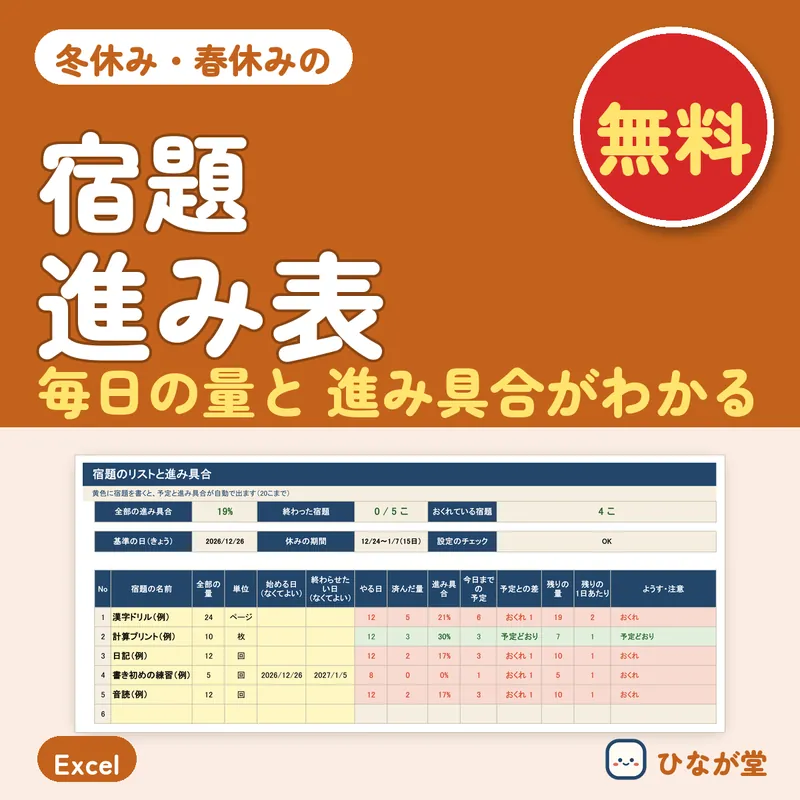 冬休み・春休みの
無料
宿題
進み表
毎日の量と 進み具合がわかる
宿題のリストと進み具合
黄色に宿題を書くと、予定と進み具合が自動で出ます(20こまで)
全部の進み具合 19% 終わった宿題 0 / 5 こ おくれている宿題 4 こ
基準の日(きょう) 2026/12/26 休みの期間 12/24〜1/7(15日) 設定のチェック OK
No 宿題の名前 全部の量 単位 始める日(なくてよい) 終わらせたい日(なくてよい) やる日 済んだ量 進み具合 今日までの予定 予定との差 残りの量 残りの1日あたり ようす・注意
1 漢字ドリル(例) 24 ページ 12 5 21% 6 おくれ 1 19 2 おくれ
2 計算プリント(例) 10 枚 12 3 30% 3 予定どおり 7 1 予定どおり
3 日記(例) 12 回 12 2 17% 3 おくれ 1 10 1 おくれ
4 書き初めの練習(例) 5 回 2026/12/26 2027/1/5 8 0 0% 1 おくれ 1 5 1 おくれ
5 音読(例) 12 回 12 2 17% 3 おくれ 1 10 1 おくれ
6
Excel
ひなが堂